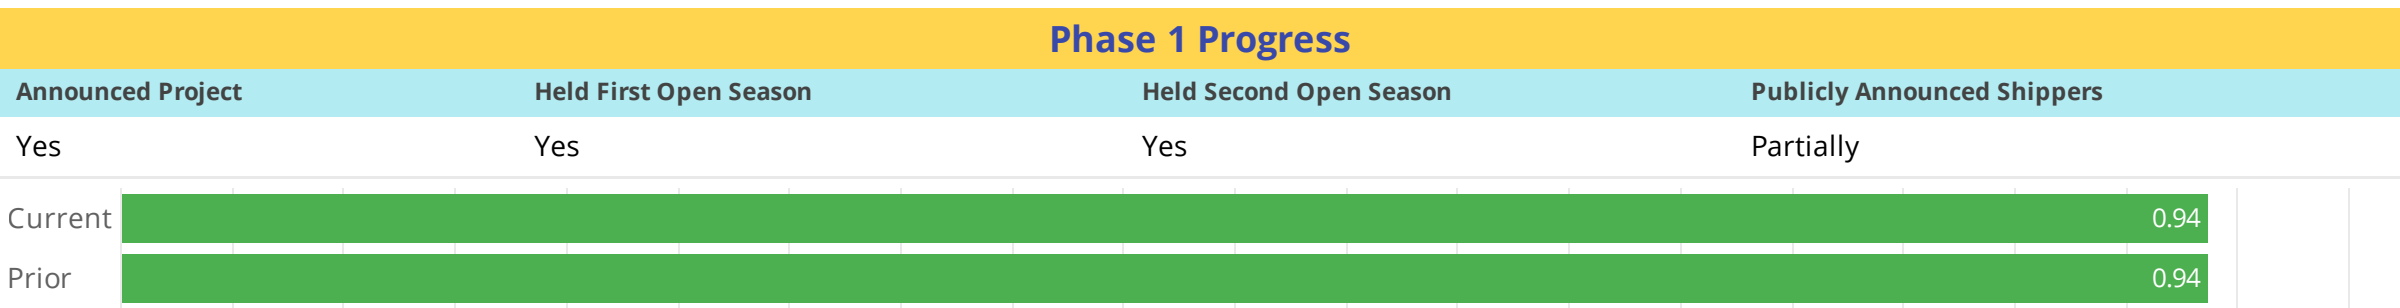 Phase 1 Progress
Announced Project Held First Open Season Held Second Open Season Publicly Announced Shippers
Yes Yes Yes Partially
Current 0.94
Prior 0.94